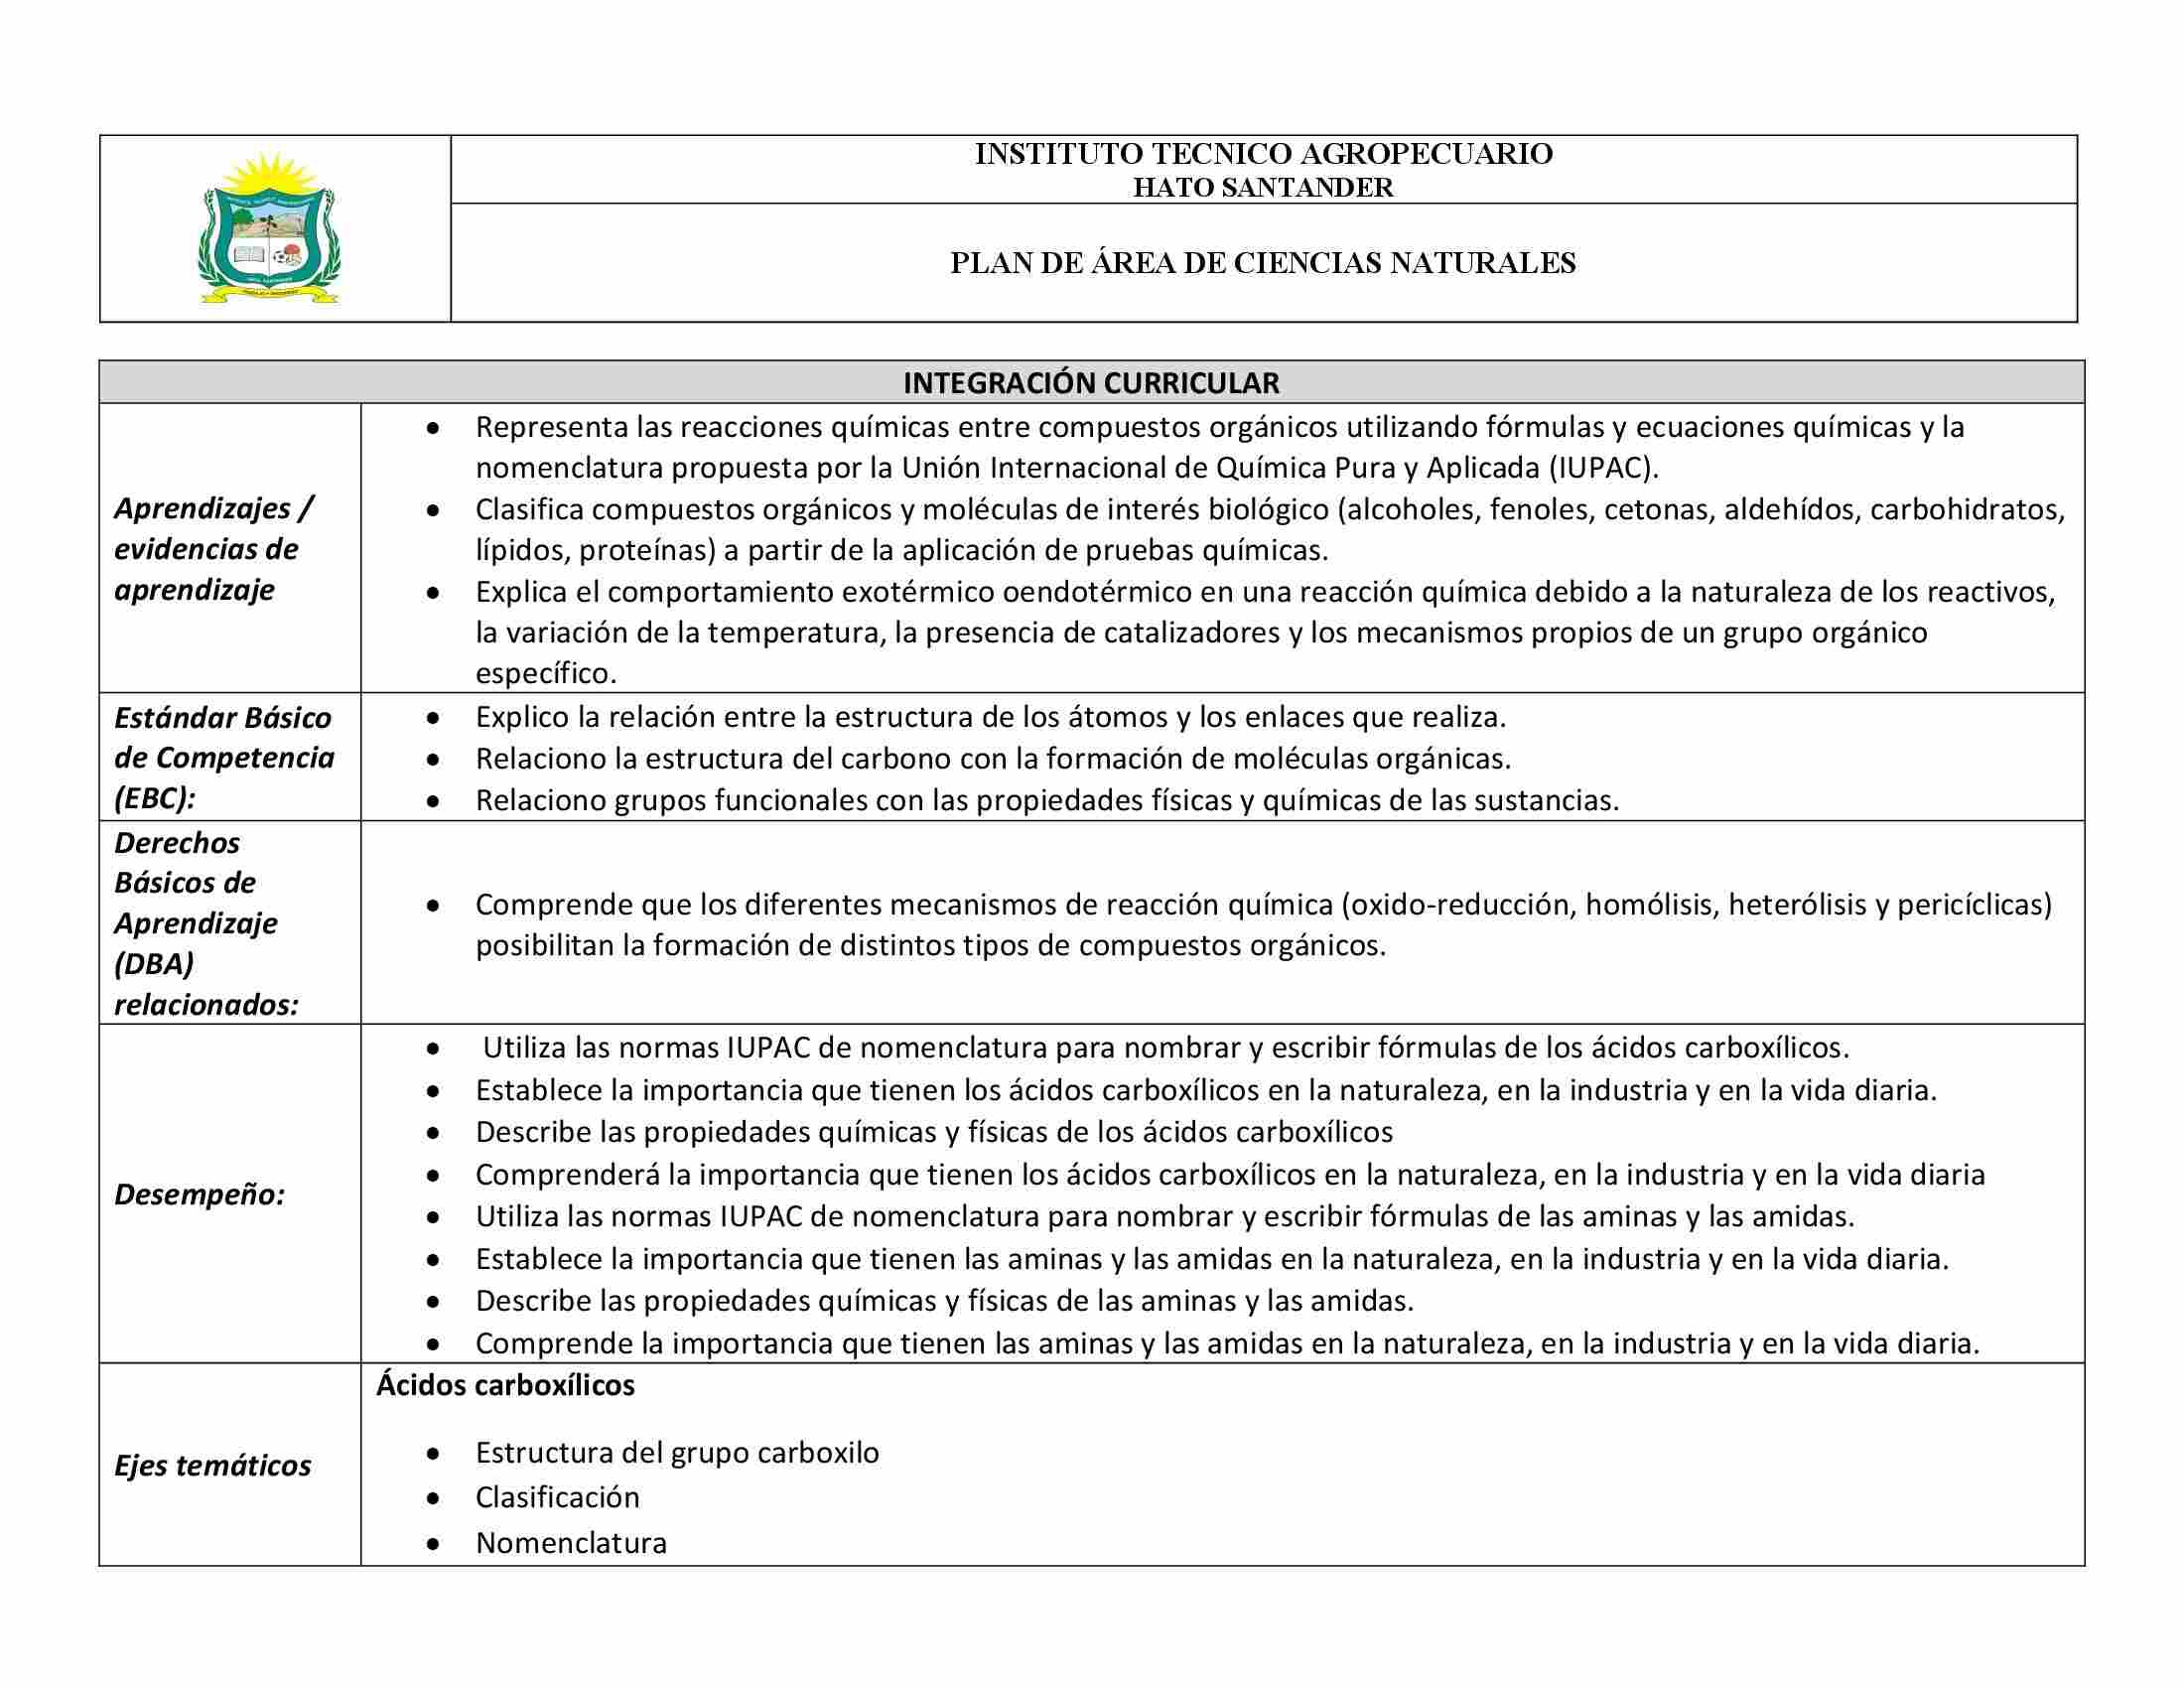 INSTITUTO TECNICO AGROPECUARIO
HATO SANTANDER
PLAN DE ÁREA DE CIENCIAS NATURALES
INTEGRACIÓN CURRICULAR
Aprendizajes /
evidencias de
aprendizaje
• Representa las reacciones químicas entre compuestos orgánicos utilizando fórmulas y ecuaciones químicas y la
nomenclatura propuesta por la Unión Internacional de Química Pura y Aplicada (IUPAC).
• Clasifica compuestos orgánicos y moléculas de interés biológico (alcoholes, fenoles, cetonas, aldehídos, carbohidratos,
lípidos, proteínas) a partir de la aplicación de pruebas químicas.
• Explica el comportamiento exotérmico oendotérmico en una reacción química debido a la naturaleza de los reactivos,
la variación de la temperatura, la presencia de catalizadores y los mecanismos propios de un grupo orgánico
específico.
Estándar Básico
de Competencia
(EBC):
• Explico la relación entre la estructura de los átomos y los enlaces que realiza.
• Relaciono la estructura del carbono con la formación de moléculas orgánicas.
• Relaciono grupos funcionales con las propiedades físicas y químicas de las sustancias.
Derechos
Básicos de
Aprendizaje
(DBA)
relacionados:
• Comprende que los diferentes mecanismos de reacción química (oxido-reducción, homólisis, heterólisis y pericíclicas)
posibilitan la formación de distintos tipos de compuestos orgánicos.
Desempeño:
• Utiliza las normas IUPAC de nomenclatura para nombrar y escribir fórmulas de los ácidos carboxílicos.
• Establece la importancia que tienen los ácidos carboxílicos en la naturaleza, en la industria y en la vida diaria.
• Describe las propiedades químicas y físicas de los ácidos carboxílicos
• Comprenderá la importancia que tienen los ácidos carboxílicos en la naturaleza, en la industria y en la vida diaria
• Utiliza las normas IUPAC de nomenclatura para nombrar y escribir fórmulas de las aminas y las amidas.
• Establece la importancia que tienen las aminas y las amidas en la naturaleza, en la industria y en la vida diaria.
• Describe las propiedades químicas y físicas de las aminas y las amidas.
• Comprende la importancia que tienen las aminas y las amidas en la naturaleza, en la industria y en la vida diaria.
Ejes temáticos
Ácidos carboxílicos
• Estructura del grupo carboxilo
• Clasificación
• Nomenclatura